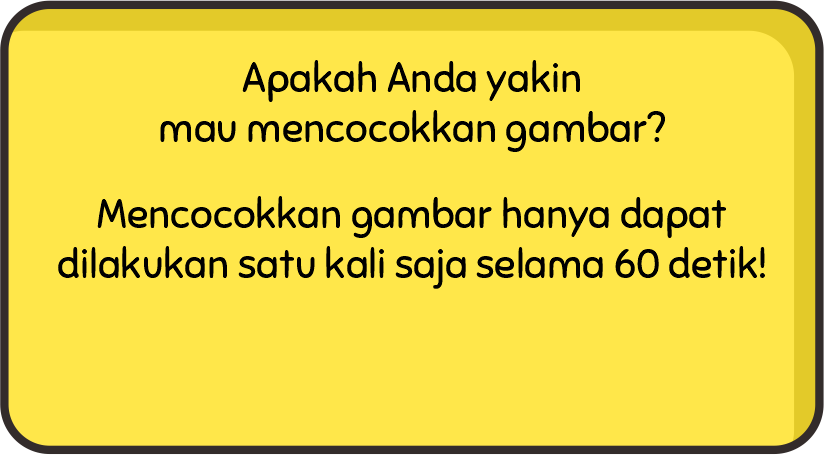 Apakah Anda yakin
mau mencocokkan gambar?
Mencocokkan gambar hanya dapat
dilakukan satu kali saja selama 60 detik!